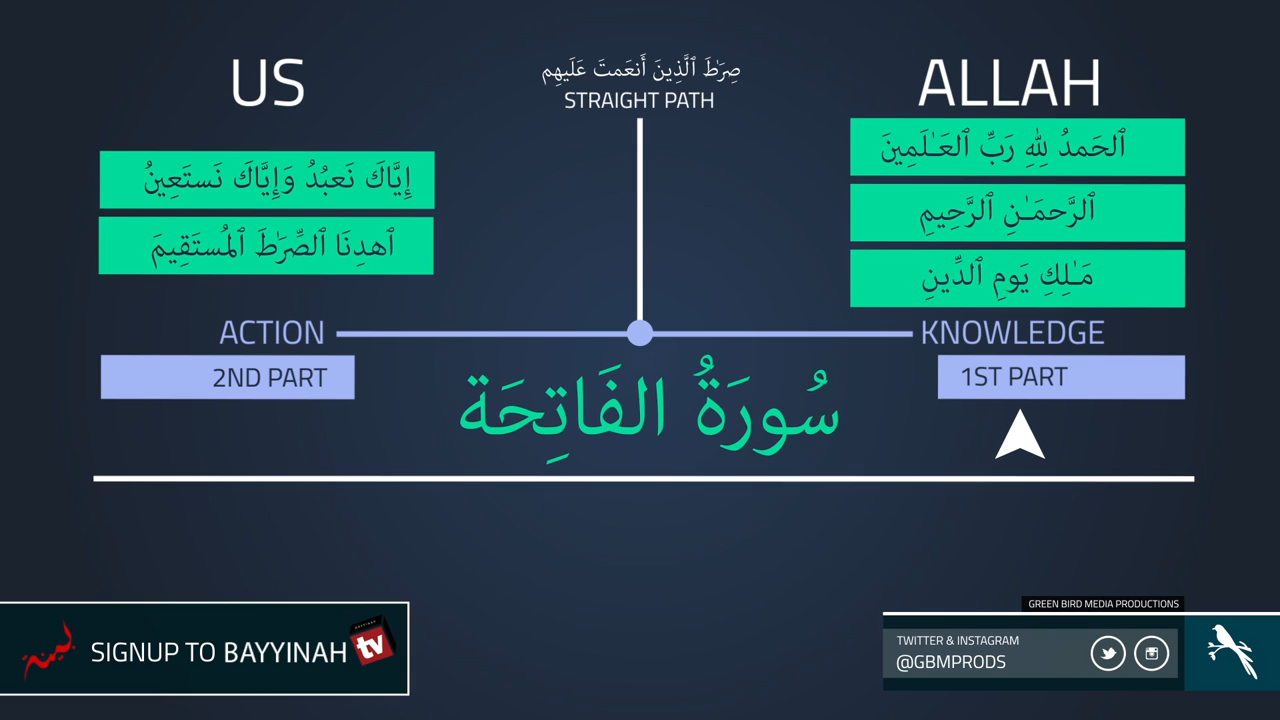 US
صِرَٰطَ ٱلَّذِينَ أَنعَمتَ عَلَيهِم
STRAIGHT PATH
ALLAH
ٱلحَمدُ لِلَّهِ رَبِّ ٱلعَـٰلَمِينَ
ٱلرَّحمَـٰنِ ٱلرَّحِيمِ
مَـٰلِكِ يَومِ ٱلدِّينِ
إِيَّاكَ نَعبُدُ وَإِيَّاكَ نَستَعِينُ
ٱهدِنَا ٱلصِّرَٰطَ ٱلمُستَقِيمَ
ACTION
KNOWLEDGE
2ND PART
1ST PART
سُورَةُ الفَاتِحَة
GREEN BIRD MEDIA PRODUCTIONS
بينة
SIGNUP TO BAYYINAH
BAYYINAH
tv
TWITTER & INSTAGRAM
@GBMPRODS